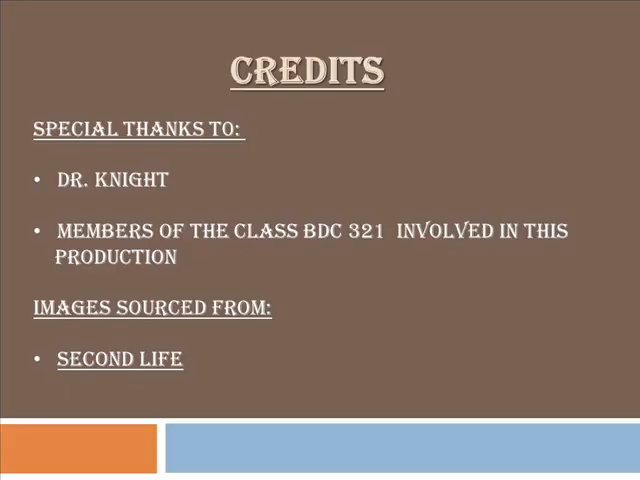 CREDITS
SPECIAL THANKS TO:
• DR. KNIGHT
• MEMBERS OF THE CLASS BDC 321 INVOLVED IN THIS
PRODUCTION
IMAGES SOURCED FROM:
• SECOND LIFE